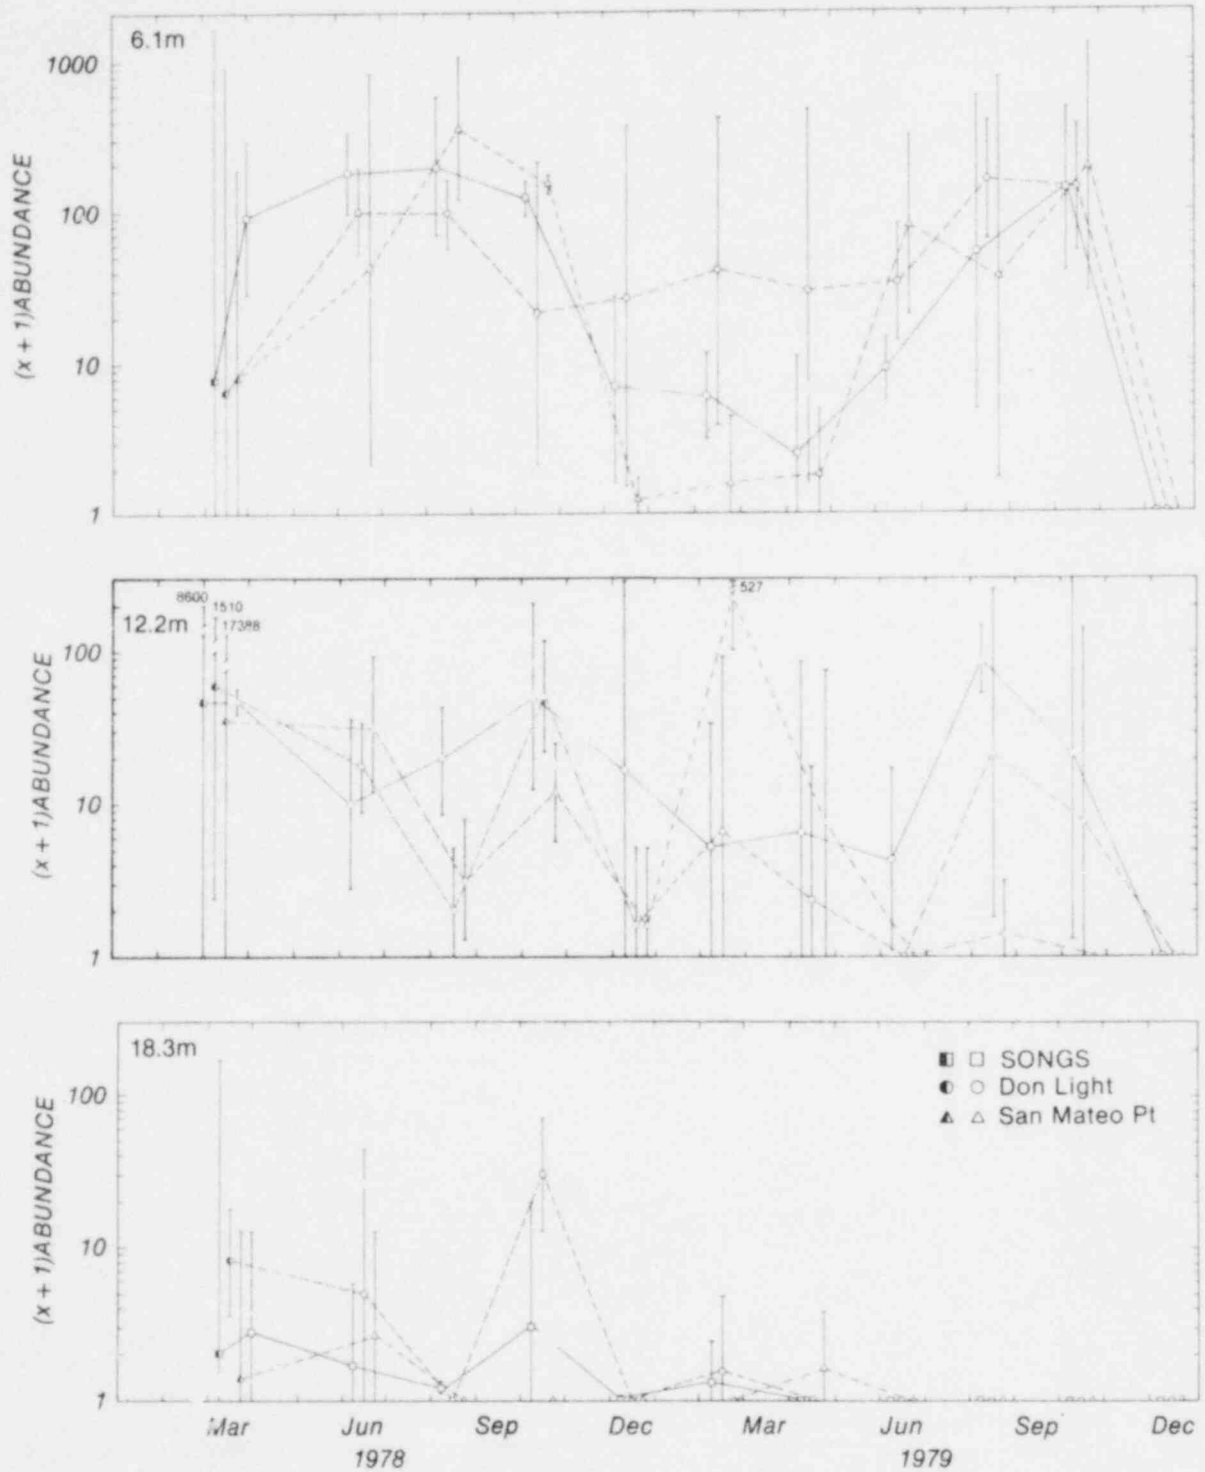 6.1m
1000
100
10
1
(x + 1)ABUNDANCE
8600
1510
17388
527
12.2m
100
10
1
(x + 1)ABUNDANCE
18.3m
SONGS
Don Light
San Mateo Pt
100
10
1
(x + 1)ABUNDANCE
Mar Jun Sep Dec Mar Jun Sep Dec
1978 1979